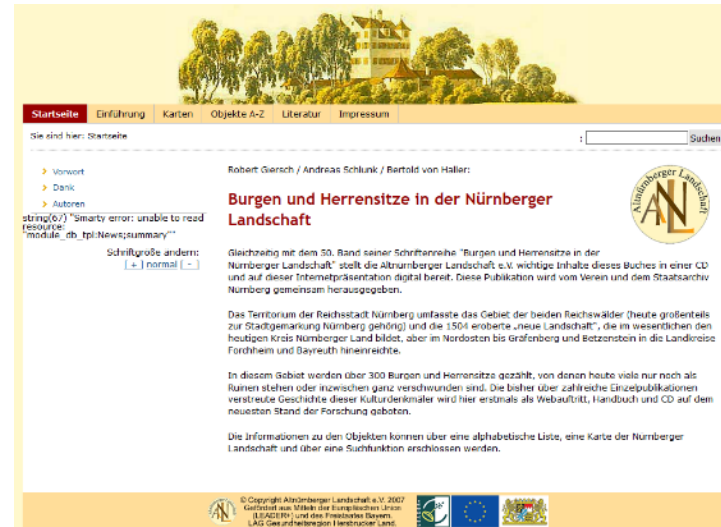 Startseite Einführung Karten Objekte A-Z Literatur Impressum
Sie sind hier: Startseite
: Suchen
Vorwort
Dank
Autoren
string(67) "Smarty error: unable to read
resource:
"module_db_tpl:News;summary""
Schriftgroße andern:
[ + ] normal [ - ]
Robert Giersch / Andreas Schlunk / Bertold von Haller:
Burgen und Herrensitze in der Nürnberger
Landschaft
Altnürnberger Landschaft
ANL
Gleichzeitig mit dem 50. Band seiner Schriftenreihe "Burgen und Herrensitze in der
Nurnberger Landschaft" stellt die Altnurnberger Landschaft e.V. wichtige Inhalte dieses Buches in einer CD
und auf dieser Internetpräsentation digital bereit. Diese Publikation wird vom Verein und dem Staatsarchiv
Nürnberg gemeinsam herausgegeben.
Das Territorium der Reichsstadt Nürnberg umfasste das Gebiet der beiden Reichswälder (heute großenteils
zur Stadtgemarkung Nürnberg gehörig) und die 1504 eroberte „neue Landschaft", die im wesentlichen den
heutigen Kreis Nürnberger Land bildet, aber im Nordosten bis Gräfenberg und Betzenstein in die Landkreise
Forchheim und Bayreuth hineinreichte.
In diesem Gebiet werden über 300 Burgen und Herrensitze gezählt, von denen heute viele nur noch als
Ruinen stehen oder inzwischen ganz verschwunden sind. Die bisher über zahlreiche Einzelpublikationen
verstreute Geschichte dieser Kulturdenkmäler wird hier erstmals als Webauftritt, Handbuch und CD auf dem
neuesten Stand der Forschung geboten.
Die Informationen zu den Objekten können über eine alphabetische Liste, eine Karte der Nurnberger
Landschaft und über eine Suchfunktion erschlossen werden.
© Copyright Altnürnberger Landschaft e.V. 2007
Gefördert aus Mitteln der Europäischen Union
(LEADER+) und des Freistaates Bayern.
LAG Gesundheitsregion Hersbrucker Land.